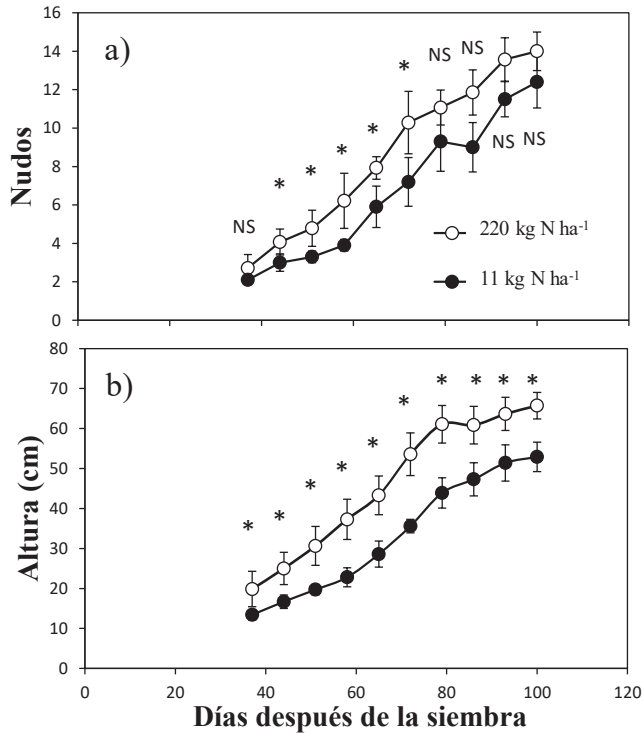 16
a)
NS NS
14
*
12
*
*
10
*
*
NS NS
8
Nudos
6
NS
220 kg N ha-1
4
11 kg N ha-1
2
0
80
b)
70
* * * *
*
60
*
*
50
*
*
40
*
30
Altura (cm)
20
10
0
0 20 40 60 80 100 120
Días después de la siembra